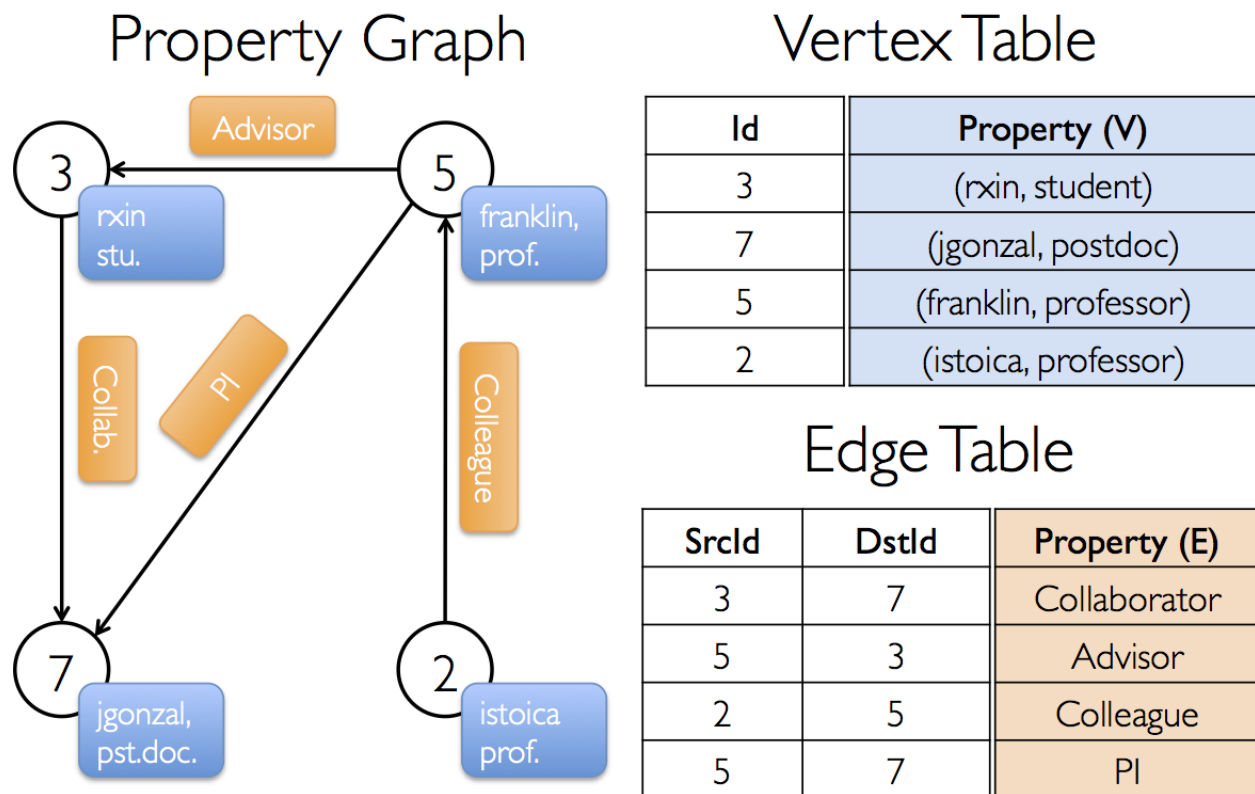 Property Graph
Advisor
3
rxin
stu.
5
franklin,
prof.
Collab.
PI
Colleague
7
jgonzal,
pst.doc.
2
istoica
prof.
Vertex Table
Id Property (V)
3 (rxin, student)
7 (jgonzal, postdoc)
5 (franklin, professor)
2 (istoica, professor)
Edge Table
SrcId DstId Property (E)
3 7 Collaborator
5 3 Advisor
2 5 Colleague
5 7 PI